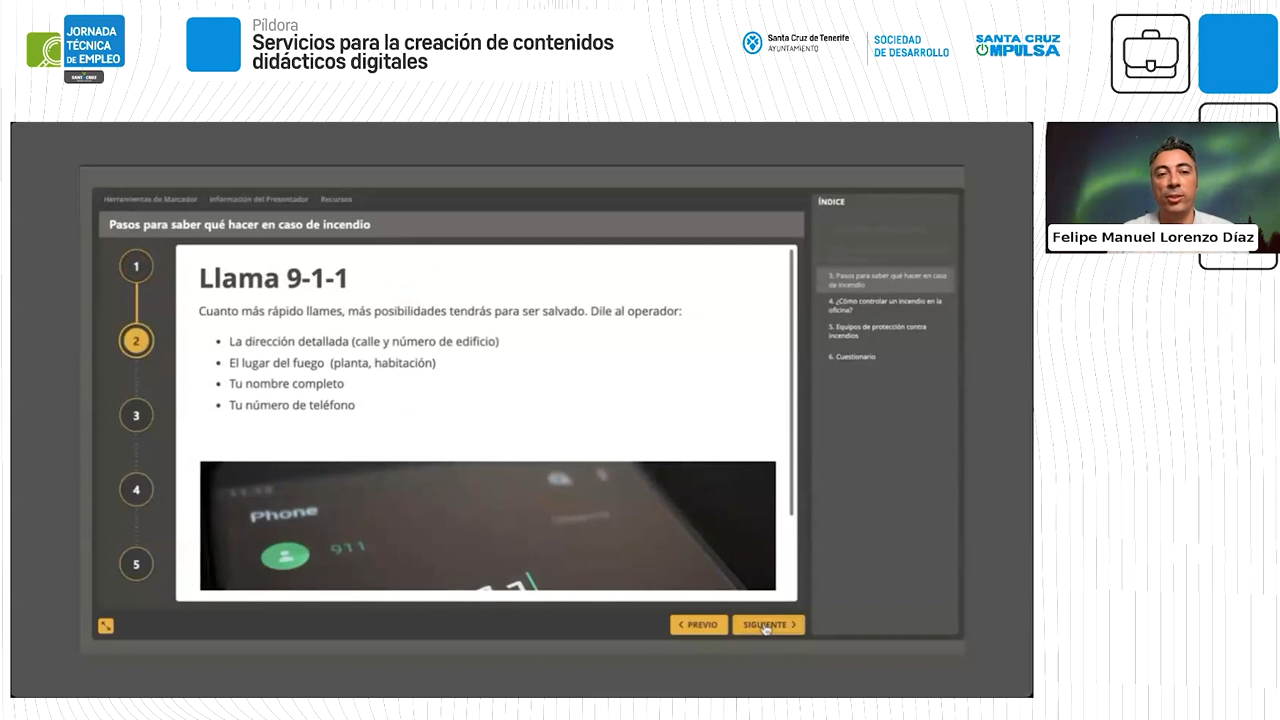 JORNADA
TÉCNICA
DE EMPLEO
Píldora
Servicios para la creación de contenidos
didácticos digitales
Santa Cruz de Tenerife
AYUNTAMIENTO
SOCIEDAD
DE DESARROLLO
SANTA CRUZ
MPULSA
Felipe Manuel Lorenzo Díaz
Herramientas de Marcador
Información del Presentador
Recursos
Pasos para saber qué hacer en caso de incendio
1
2
3
4
5
Llama 9-1-1
Cuanto más rápido llames, más posibilidades tendrás para ser salvado. Dile al operador:
• La dirección detallada (calle y número de edificio)
• El lugar del fuego (planta, habitación)
• Tu nombre completo
• Tu número de teléfono
Phone
911
PREVIO
SIGUIENTE
ÍNDICE
3. Pasos para saber qué hacer en caso
de incendio
4. ¿Cómo controlar un incendio en la
oficina?
5. Equipos de protección contra
incendios
6. Cuestionario